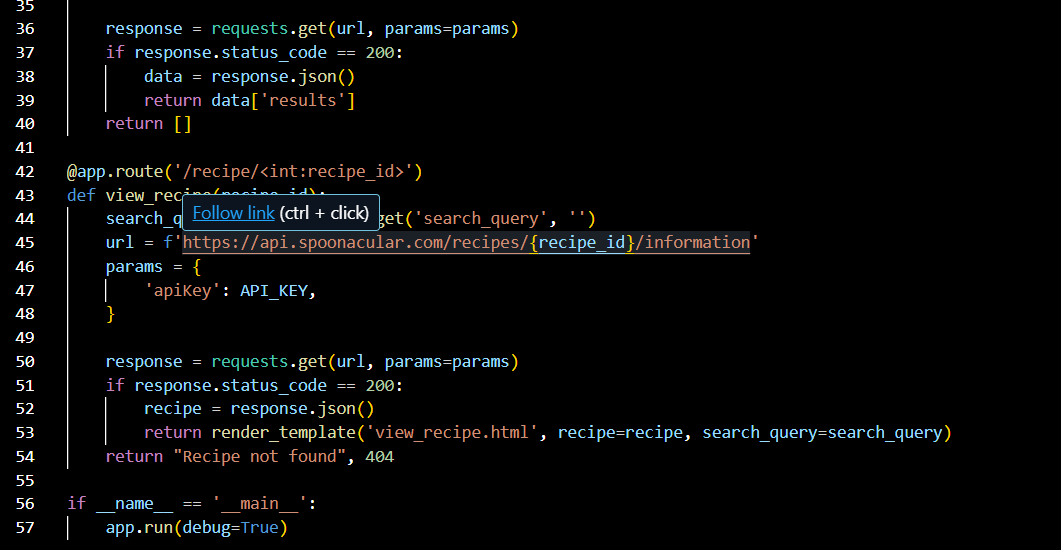 35
36 response = requests.get(url, params=params)
37 if response.status_code == 200:
38 data = response.json()
39 return data['results']
40 return []
41
42 @app.route('/recipe/<int:recipe_id>')
43 def view_recipe(recipe_id):
Follow link (ctrl + click)
44 search_q get('search_query', '')
45 url = f'https://api.spoonacular.com/recipes/{recipe_id}/information'
46 params = {
47 'apiKey': API_KEY,
48 }
49
50 response = requests.get(url, params=params)
51 if response.status_code == 200:
52 recipe = response.json()
53 return render_template('view_recipe.html', recipe=recipe, search_query=search_query)
54 return "Recipe not found", 404
55
56 if __name__ == '__main__':
57 app.run(debug=True)